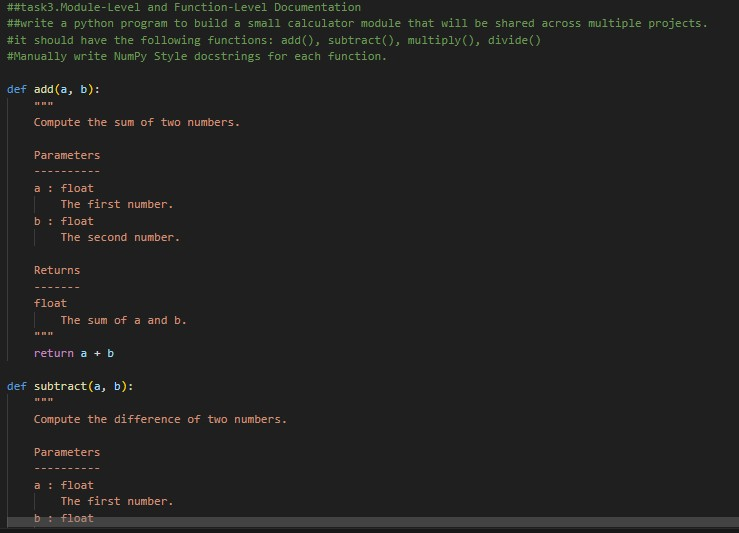 ##task3.Module-Level and Function-Level Documentation
##write a python program to build a small calculator module that will be shared across multiple projects.
#it should have the following functions: add(), subtract(), multiply(), divide()
#Manually write NumPy Style docstrings for each function.
def add(a, b):
"""
Compute the sum of two numbers.
Parameters
----------
a : float
The first number.
b : float
The second number.
Returns
-------
float
The sum of a and b.
"""
return a + b
def subtract(a, b):
"""
Compute the difference of two numbers.
Parameters
----------
a : float
The first number.
b : float